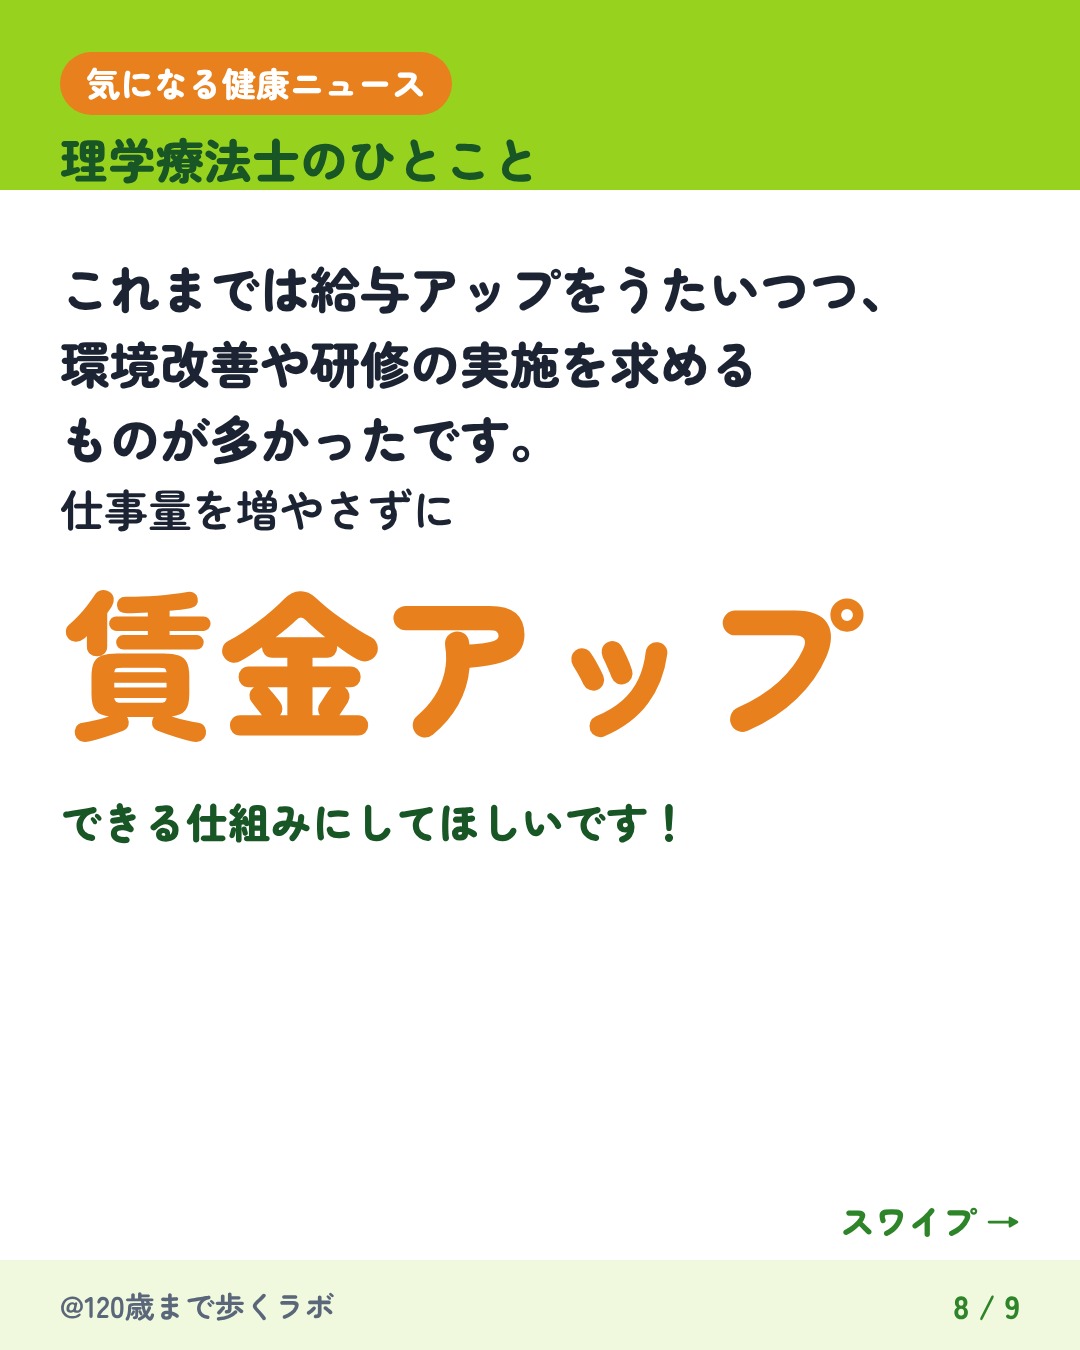 気になる健康ニュース
理学療法士のひとこと
これまでは給与アップをうたいつつ、
環境改善や研修の実施を求める
ものが多かったです。
仕事量を増やさずに
賃金アップ
できる仕組みにしてほしいです！
スワイプ →
@120歳まで歩くラボ
8 / 9